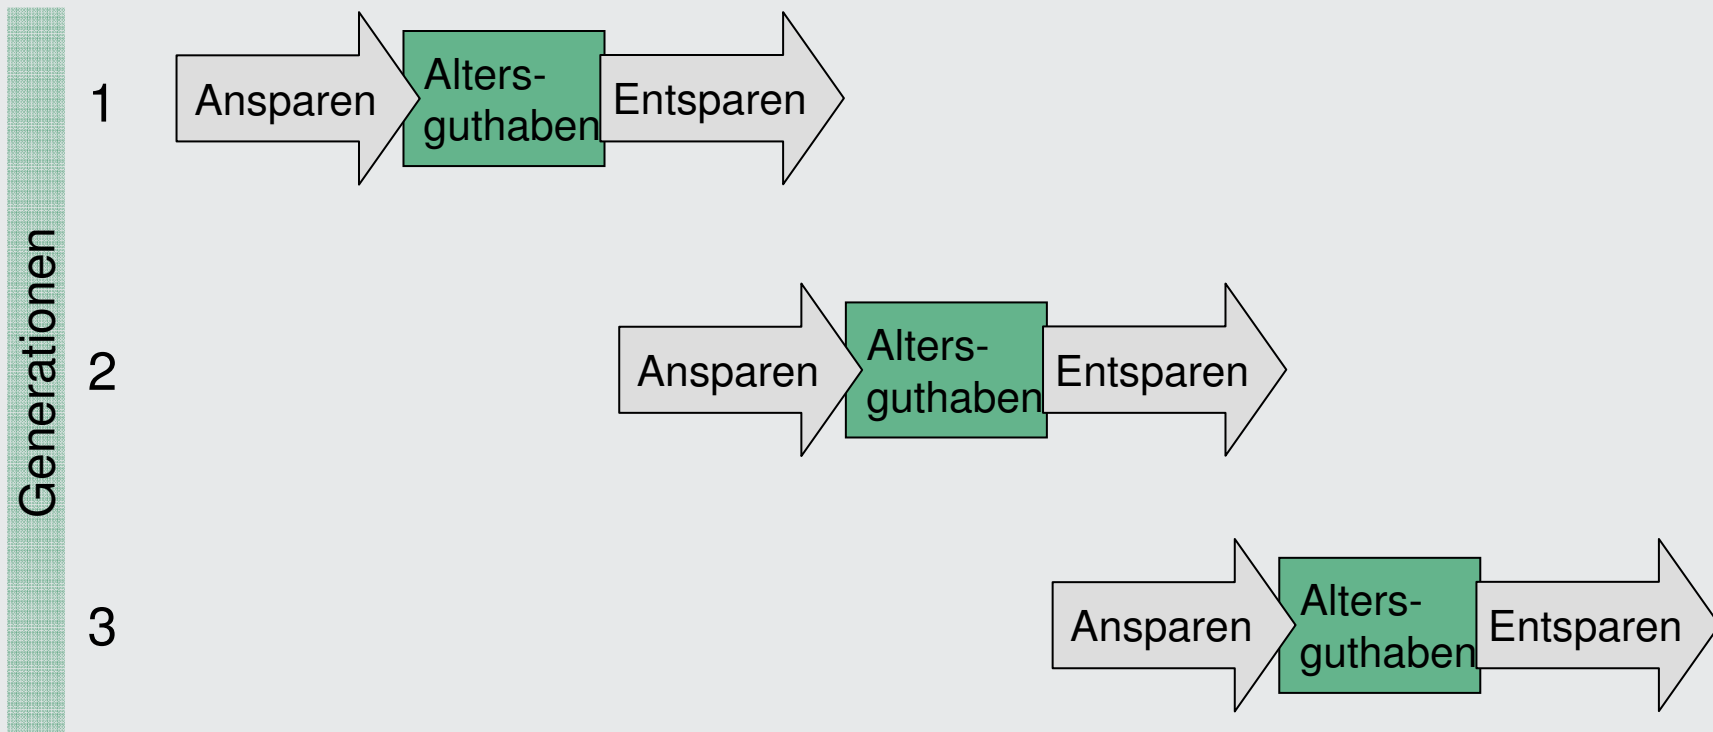 Generationen
1
Ansparen
Alters-
guthaben
Entsparen
2
Ansparen
Alters-
guthaben
Entsparen
3
Ansparen
Alters-
guthaben
Entsparen